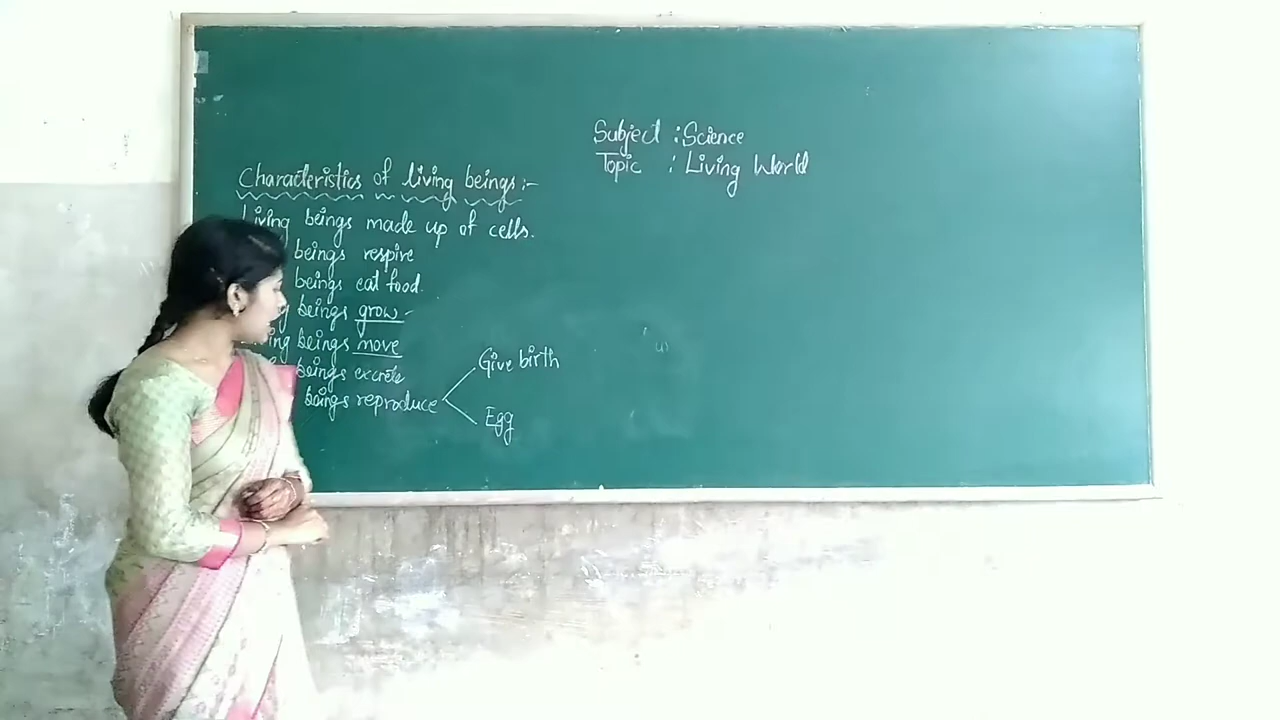 Subject : Science
Topic : Living World
Characteristics of living beings :-
Living beings made up of cells.
beings respire
beings eat food.
beings grow -
beings move
beings excrete
beings reproduce
Give birth
Egg